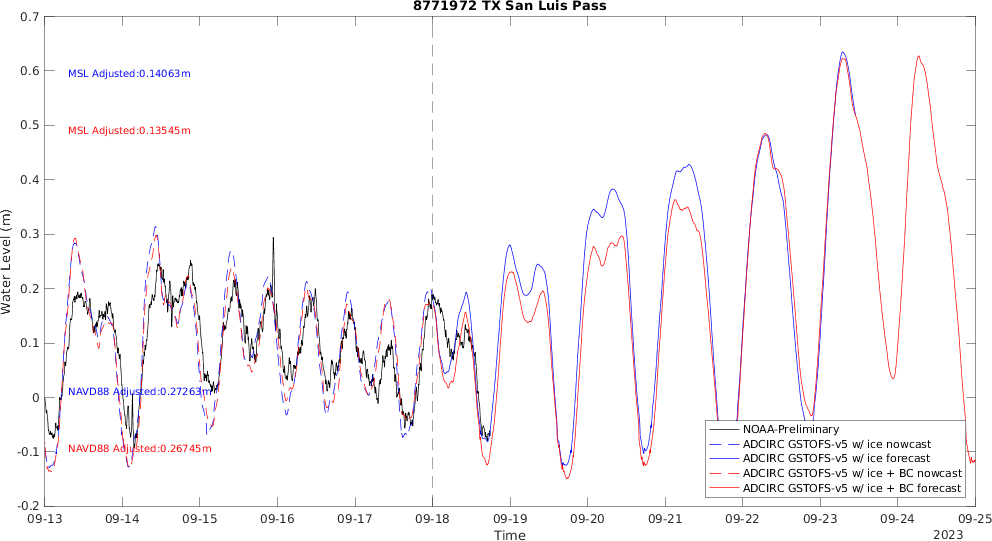 8771972 TX San Luis Pass
0.7
0.6
0.5
0.4
0.3
0.2
0.1
0
-0.1
-0.2
Water Level (m)
MSL Adjusted:0.14063m
MSL Adjusted:0.13545m
NAVD88 Adjusted:0.27263m
NAVD88 Adjusted:0.26745m
NOAA-Preliminary
ADCIRC GSTOFS-v5 w/ ice nowcast
ADCIRC GSTOFS-v5 w/ ice forecast
ADCIRC GSTOFS-v5 w/ ice + BC nowcast
ADCIRC GSTOFS-v5 w/ ice + BC forecast
09-13 09-14 09-15 09-16 09-17 09-18 09-19 09-20 09-21 09-22 09-23 09-24 09-25
Time
2023